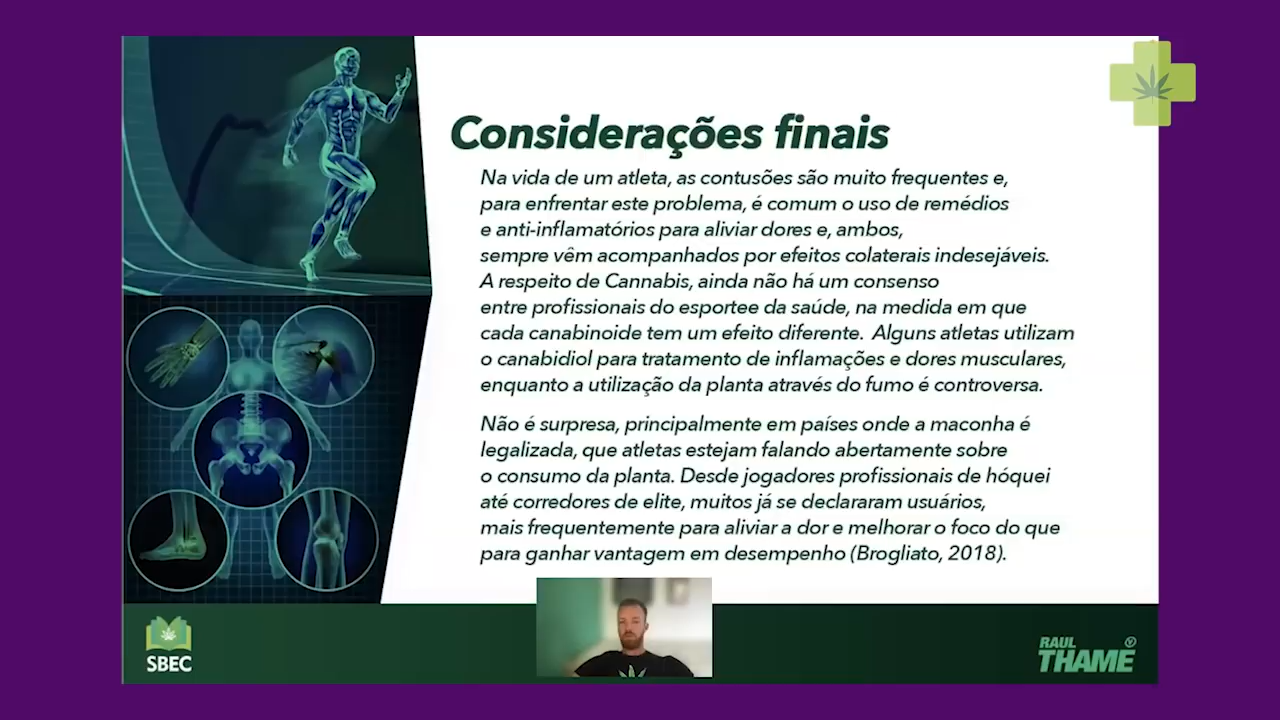 Considerações finais
Na vida de um atleta, as contusões são muito frequentes e,
para enfrentar este problema, é comum o uso de remédios
e anti-inflamatórios para aliviar dores e, ambos,
sempre vêm acompanhados por efeitos colaterais indesejáveis.
A respeito de Cannabis, ainda não há um consenso
entre profissionais do esportee da saúde, na medida em que
cada canabinoide tem um efeito diferente. Alguns atletas utilizam
o canabidiol para tratamento de inflamações e dores musculares,
enquanto a utilização da planta através do fumo é controversa.
Não é surpresa, principalmente em países onde a maconha é
legalizada, que atletas estejam falando abertamente sobre
o consumo da planta. Desde jogadores profissionais de hóquei
até corredores de elite, muitos já se declararam usuários,
mais frequentemente para aliviar a dor e melhorar o foco do que
para ganhar vantagem em desempenho (Brogliato, 2018).
SBEC
RAUL
THAME